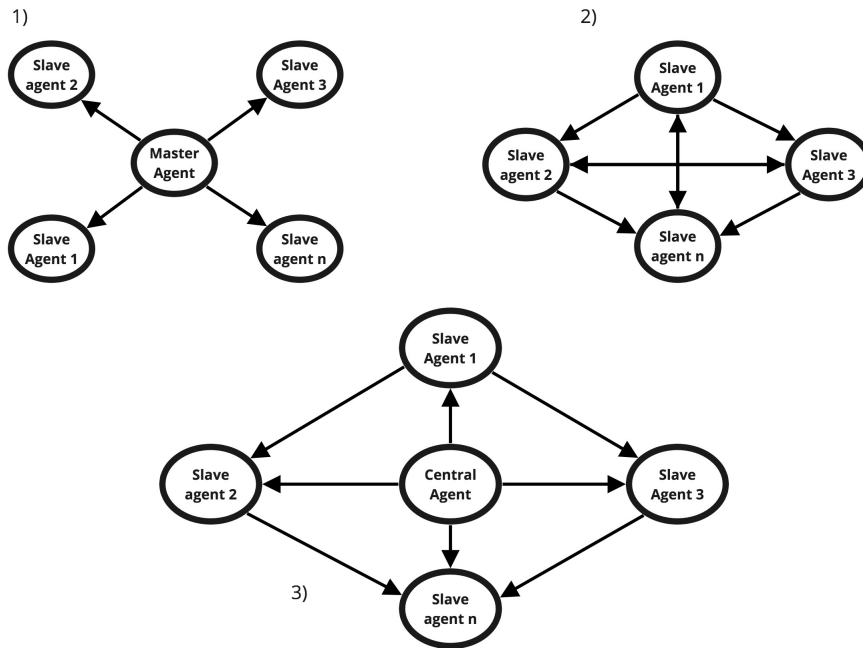 1)
Slave
agent 2
Slave
Agent 3
Master
Agent
Slave
Agent 1
Slave
agent n
2)
Slave
Agent 1
Slave
agent 2
Slave
Agent 3
Slave
agent n
Slave
Agent 1
Slave
agent 2
Central
Agent
Slave
Agent 3
3)
Slave
agent n